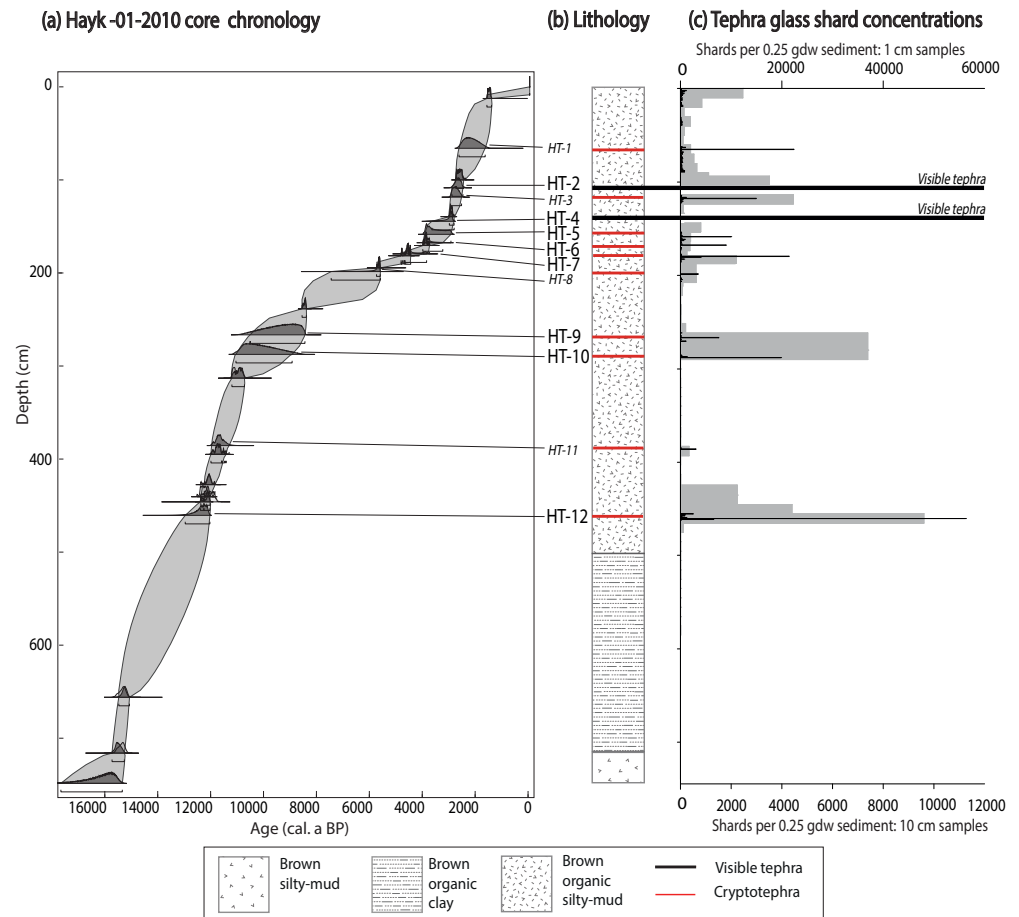 (a) Hayk -01-2010 core chronology
(b) Lithology
(c) Tephra glass shard concentrations
Shards per 0.25 gdw sediment: 1 cm samples
0 20000 40000 60000
0
200
400
600
Depth (cm)
HT-1
HT-2
HT-3
HT-4
HT-5
HT-6
HT-7
HT-8
HT-9
HT-10
HT-11
HT-12
Visible tephra
Visible tephra
16000 14000 12000 10000 8000 6000 4000 2000 0
Age (cal. a BP)
0 2000 4000 6000 8000 10000 12000
Shards per 0.25 gdw sediment: 10 cm samples
Brown
silty-mud
Brown
organic
clay
Brown
organic
silty-mud
Visible tephra
Cryptotephra